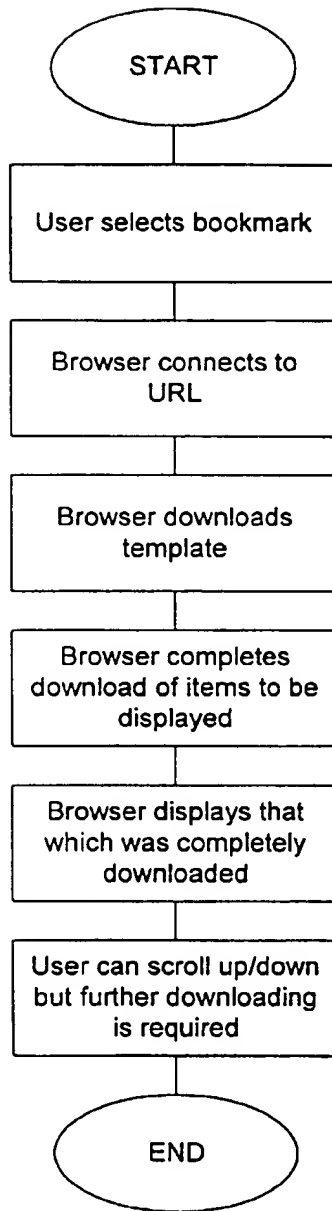 START
User selects bookmark
Browser connects to
URL
Browser downloads
template
Browser completes
download of items to be
displayed
Browser displays that
which was completely
downloaded
User can scroll up/down
but further downloading
is required
END